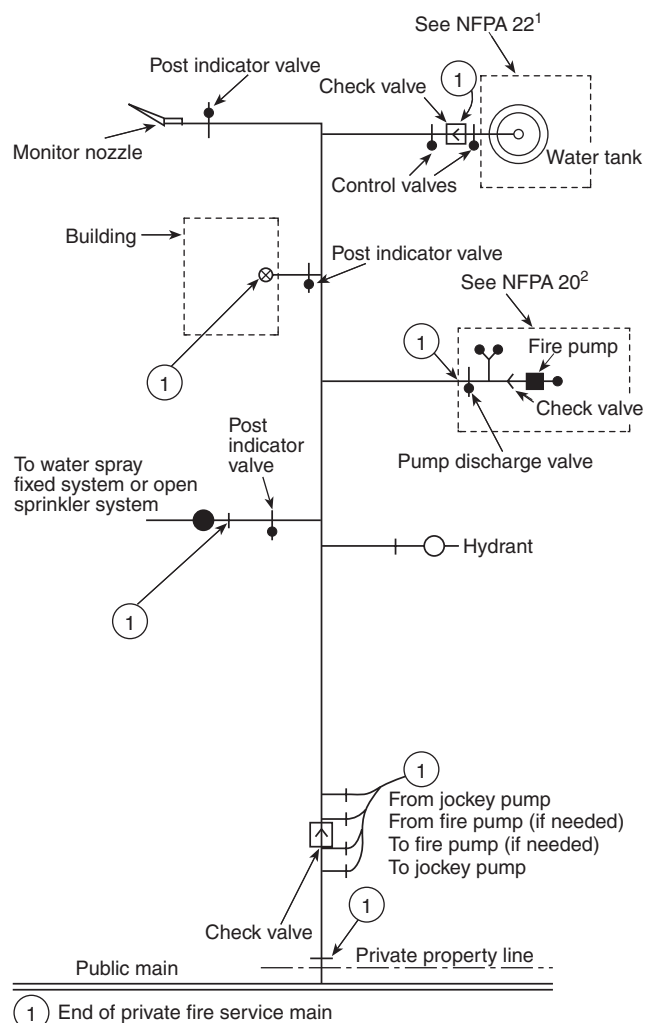 See NFPA 22¹
Post indicator valve
Check valve
1
Monitor nozzle
Control valves
Water tank
Building
Post indicator valve
See NFPA 20²
1
1
Fire pump
Check valve
Pump discharge valve
Post
indicator
valve
To water spray
fixed system or open
sprinkler system
Hydrant
1
1
From jockey pump
From fire pump (if needed)
To fire pump (if needed)
To jockey pump
1
Check valve
Private property line
Public main
1 End of private fire service main